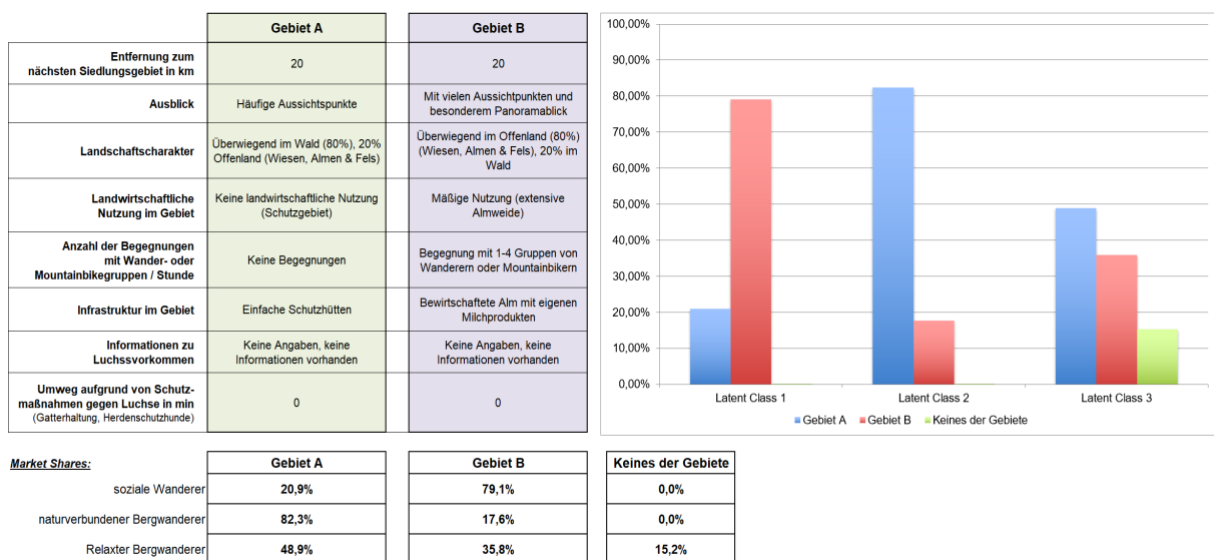 Gebiet A
Gebiet B
Entfernung zum
nächsten Siedlungsgebiet in km
20
20
Ausblick
Häufige Aussichtspunkte
Mit vielen Aussichtpunkten und
besonderem Panoramablick
Landschaftscharakter
Überwiegend im Wald (80%), 20%
Offenland (Wiesen, Almen & Fels)
Überwiegend im Offenland (80%)
(Wiesen, Almen & Fels), 20% im
Wald
Landwirtschaftliche
Nutzung im Gebiet
Keine landwirtschaftliche Nutzung
(Schutzgebiet)
Mäßige Nutzung (extensive
Almweide)
Anzahl der Begegnungen
mit Wander- oder
Mountainbikegruppen / Stunde
Keine Begegnungen
Begegnung mit 1-4 Gruppen von
Wanderern oder Mountainbikern
Infrastruktur im Gebiet
Einfache Schutzhütten
Bewirtschaftete Alm mit eigenen
Milchprodukten
Informationen zu
Luchssvorkommen
Keine Angaben, keine
Informationen vorhanden
Keine Angaben, keine
Informationen vorhanden
Umweg aufgrund von Schutz-
maßnahmen gegen Luchse in min
(Gatterhaltung, Herdenschutzhunde)
0
0
100,00%
90,00%
80,00%
70,00%
60,00%
50,00%
40,00%
30,00%
20,00%
10,00%
0,00%
Latent Class 1
Latent Class 2
Latent Class 3
Gebiet A
Gebiet B
Keines der Gebiete
Market Shares:
Gebiet A
Gebiet B
Keines der Gebiete
soziale Wanderer
20,9%
79,1%
0,0%
naturverbundener Bergwanderer
82,3%
17,6%
0,0%
Relaxter Bergwanderer
48,9%
35,8%
15,2%